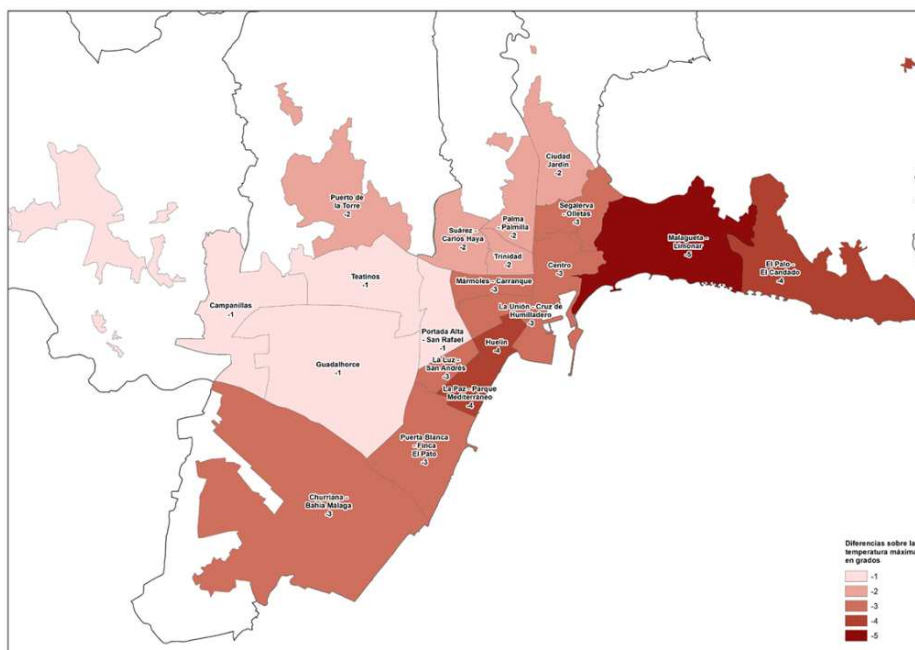 Ciudad
Jardín
-2
Puerto de
la Torre
-2
Palma
- Palmilla
-2
Segalerva -
Olletas
-3
Suárez -
Carlos Haya
-2
Trinidad
-2
Centro
-3
Malagueta -
Limonar
-5
El Palo -
El Candado
-4
Teatinos
-1
Mármoles - Carranque
-3
Campanillas
-1
La Unión - Cruz de
Humilladero
-3
Portada Alta
- San Rafael
-1
Huelin
-4
La Luz -
San Andrés
-3
Guadalhorce
-1
La Paz - Parque
Mediterráneo
-4
Puerta Blanca
- Finca
El Pato
-3
Churriana -
Bahía Málaga
-3
Diferencias sobre la
temperatura máxima
en grados
-1
-2
-3
-4
-5